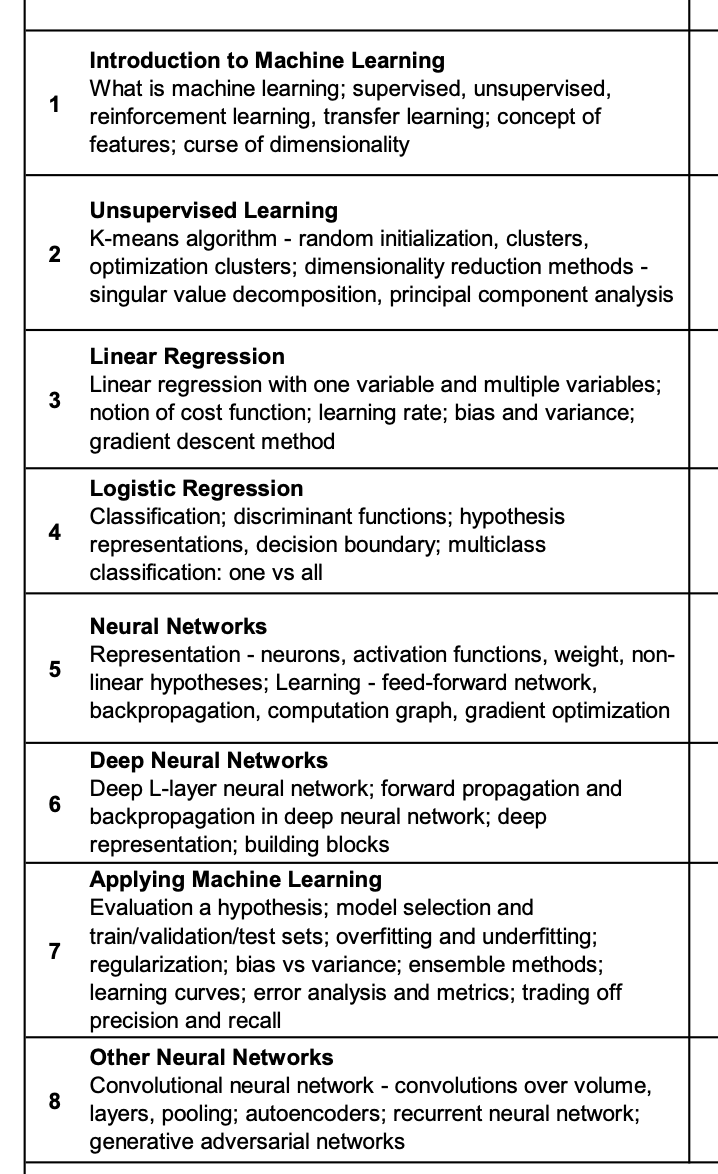 Introduction to Machine Learning
1
What is machine learning; supervised, unsupervised,
reinforcement learning, transfer learning; concept of
features; curse of dimensionality
Unsupervised Learning
2
K-means algorithm - random initialization, clusters,
optimization clusters; dimensionality reduction methods -
singular value decomposition, principal component analysis
Linear Regression
3
Linear regression with one variable and multiple variables;
notion of cost function; learning rate; bias and variance;
gradient descent method
Logistic Regression
4
Classification; discriminant functions; hypothesis
representations, decision boundary; multiclass
classification: one vs all
Neural Networks
5
Representation - neurons, activation functions, weight, non-
linear hypotheses; Learning - feed-forward network,
backpropagation, computation graph, gradient optimization
Deep Neural Networks
6
Deep L-layer neural network; forward propagation and
backpropagation in deep neural network; deep
representation; building blocks
Applying Machine Learning
7
Evaluation a hypothesis; model selection and
train/validation/test sets; overfitting and underfitting;
regularization; bias vs variance; ensemble methods;
learning curves; error analysis and metrics; trading off
precision and recall
Other Neural Networks
8
Convolutional neural network - convolutions over volume,
layers, pooling; autoencoders; recurrent neural network;
generative adversarial networks